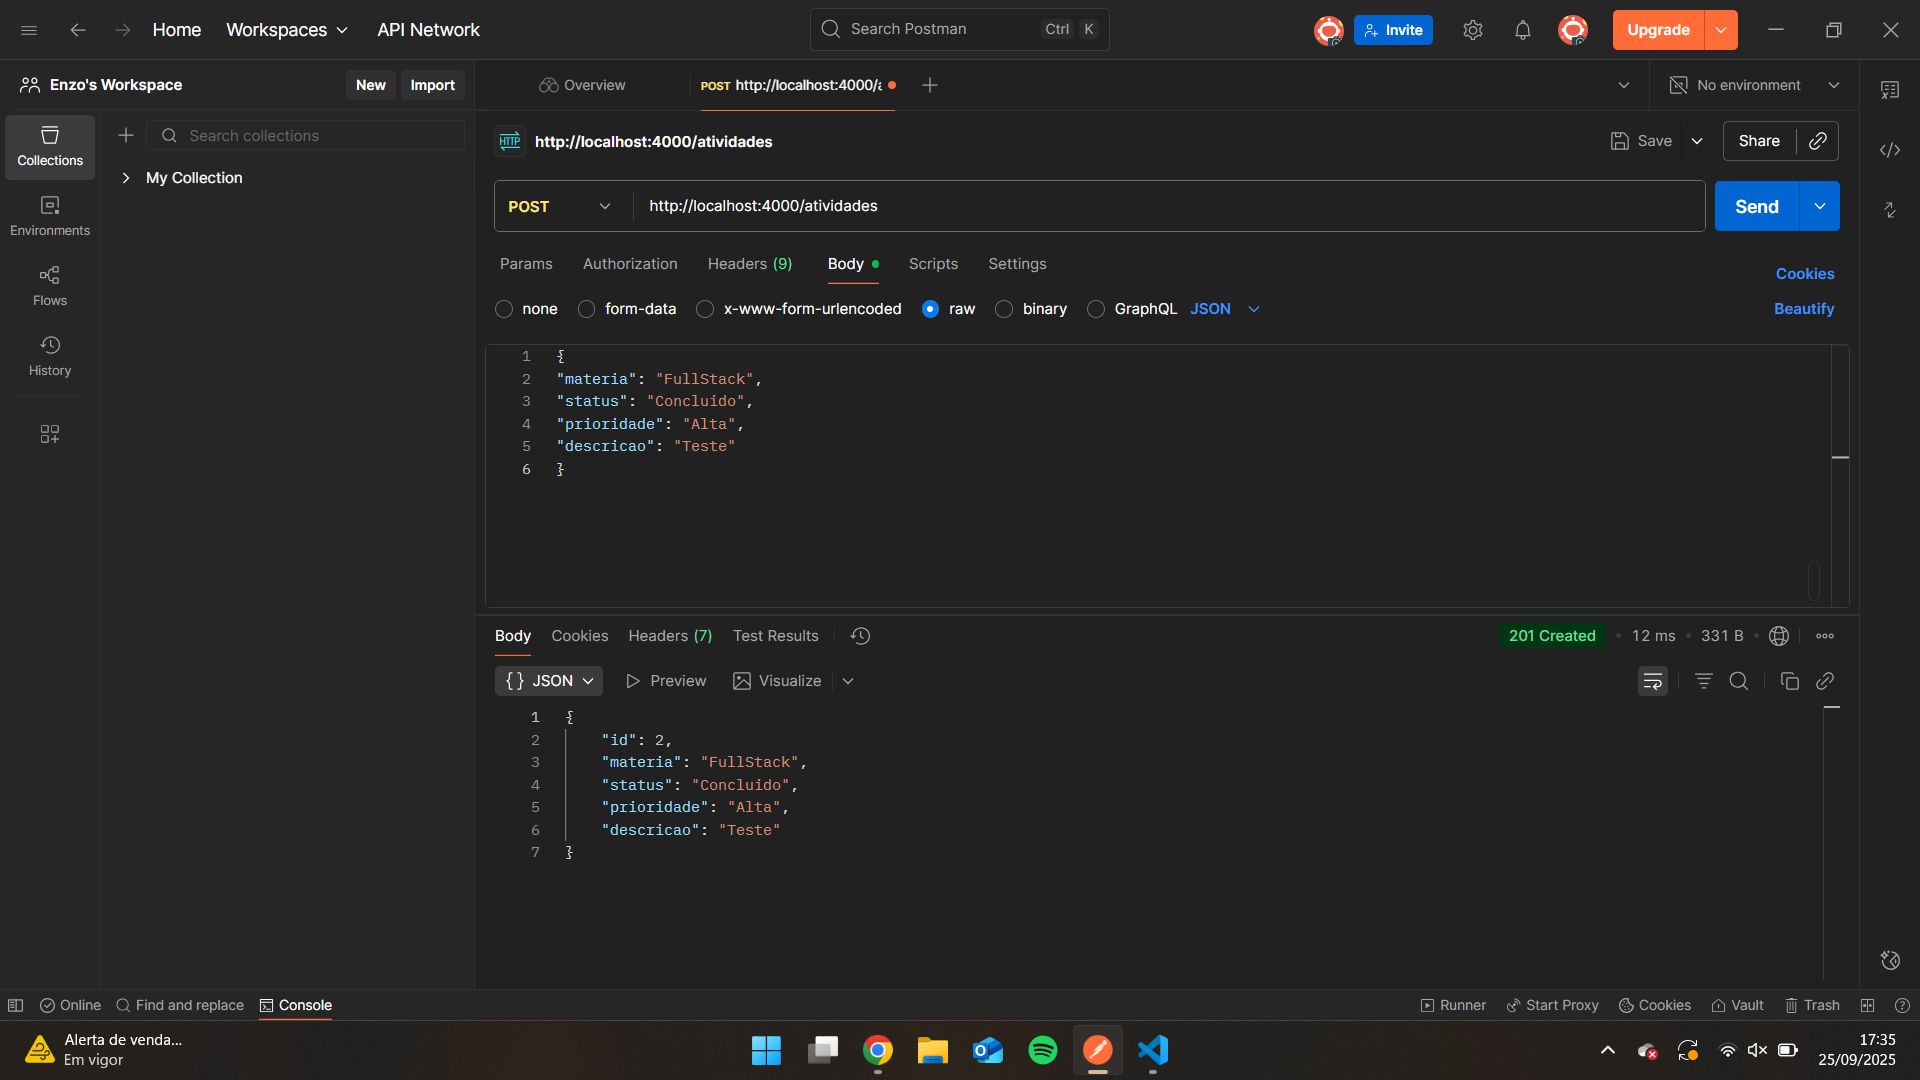 Home Workspaces API Network Search Postman Ctrl K Invite Upgrade
Enzo's Workspace New Import Overview POST http://localhost:4000/a No environment
Search collections
My Collection
Collections
Environments
Flows
History
HTTP http://localhost:4000/atividades Save Share
POST http://localhost:4000/atividades Send
Params Authorization Headers (9) Body Scripts Settings Cookies
none form-data x-www-form-urlencoded raw binary GraphQL JSON Beautify
1 {
2 "materia": "FullStack",
3 "status": "Concluido",
4 "prioridade": "Alta",
5 "descricao": "Teste"
6 }
Body Cookies Headers (7) Test Results 201 Created • 12 ms • 331 B •
{} JSON Preview Visualize
1 {
2 "id": 2,
3 "materia": "FullStack",
4 "status": "Concluido",
5 "prioridade": "Alta",
6 "descricao": "Teste"
7 }
Online Find and replace Console Runner Start Proxy Cookies Vault Trash
Alerta de venda...
Em vigor
17:35
25/09/2025